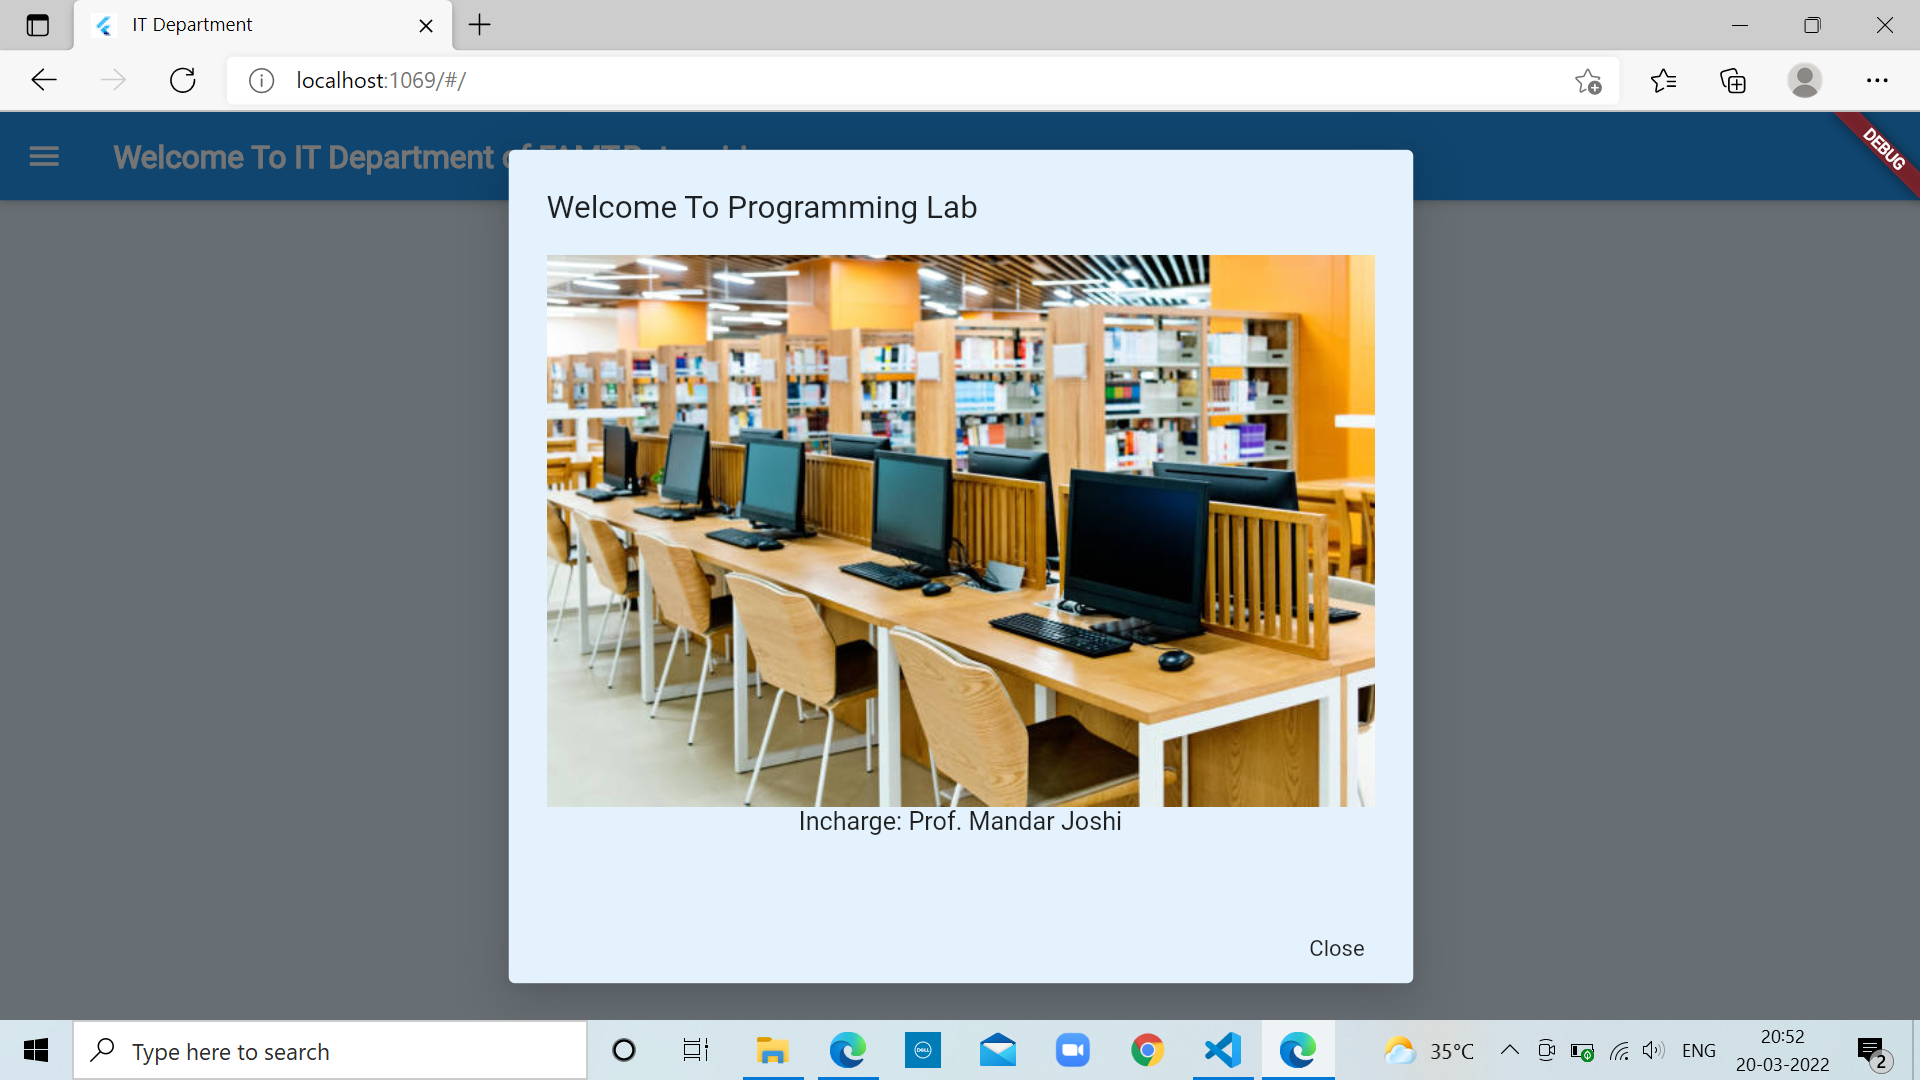 IT Department
localhost:1069/#/
Welcome To IT Department
DEBUG
Welcome To Programming Lab
Incharge: Prof. Mandar Joshi
Close
Type here to search
DELL
35°C
ENG
20:52
20-03-2022
2